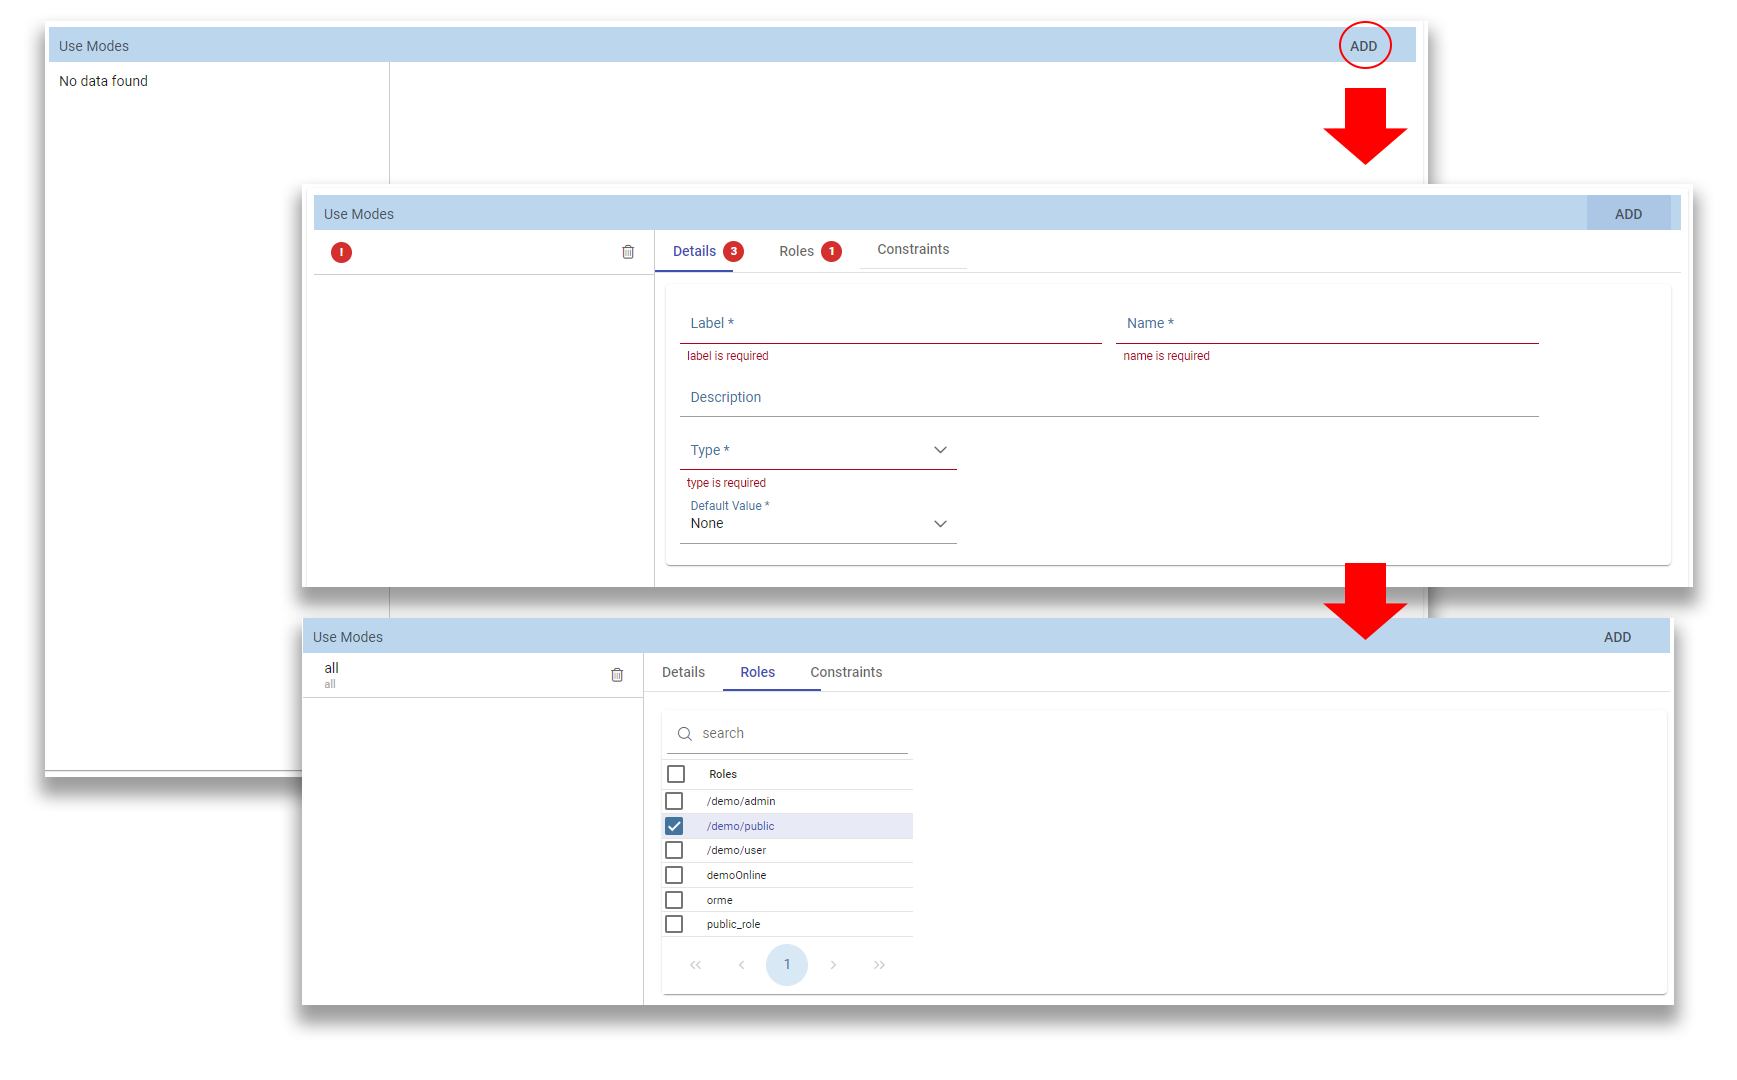 Use Modes
ADD
No data found
Use Modes
ADD
!
Details 3
Roles 1
Constraints
Label *
Name *
label is required
name is required
Description
Type *
type is required
Default Value *
None
Use Modes
ADD
all
all
Details
Roles
Constraints
search
Roles
/demo/admin
/demo/public
/demo/user
demoOnline
orme
public_role
1